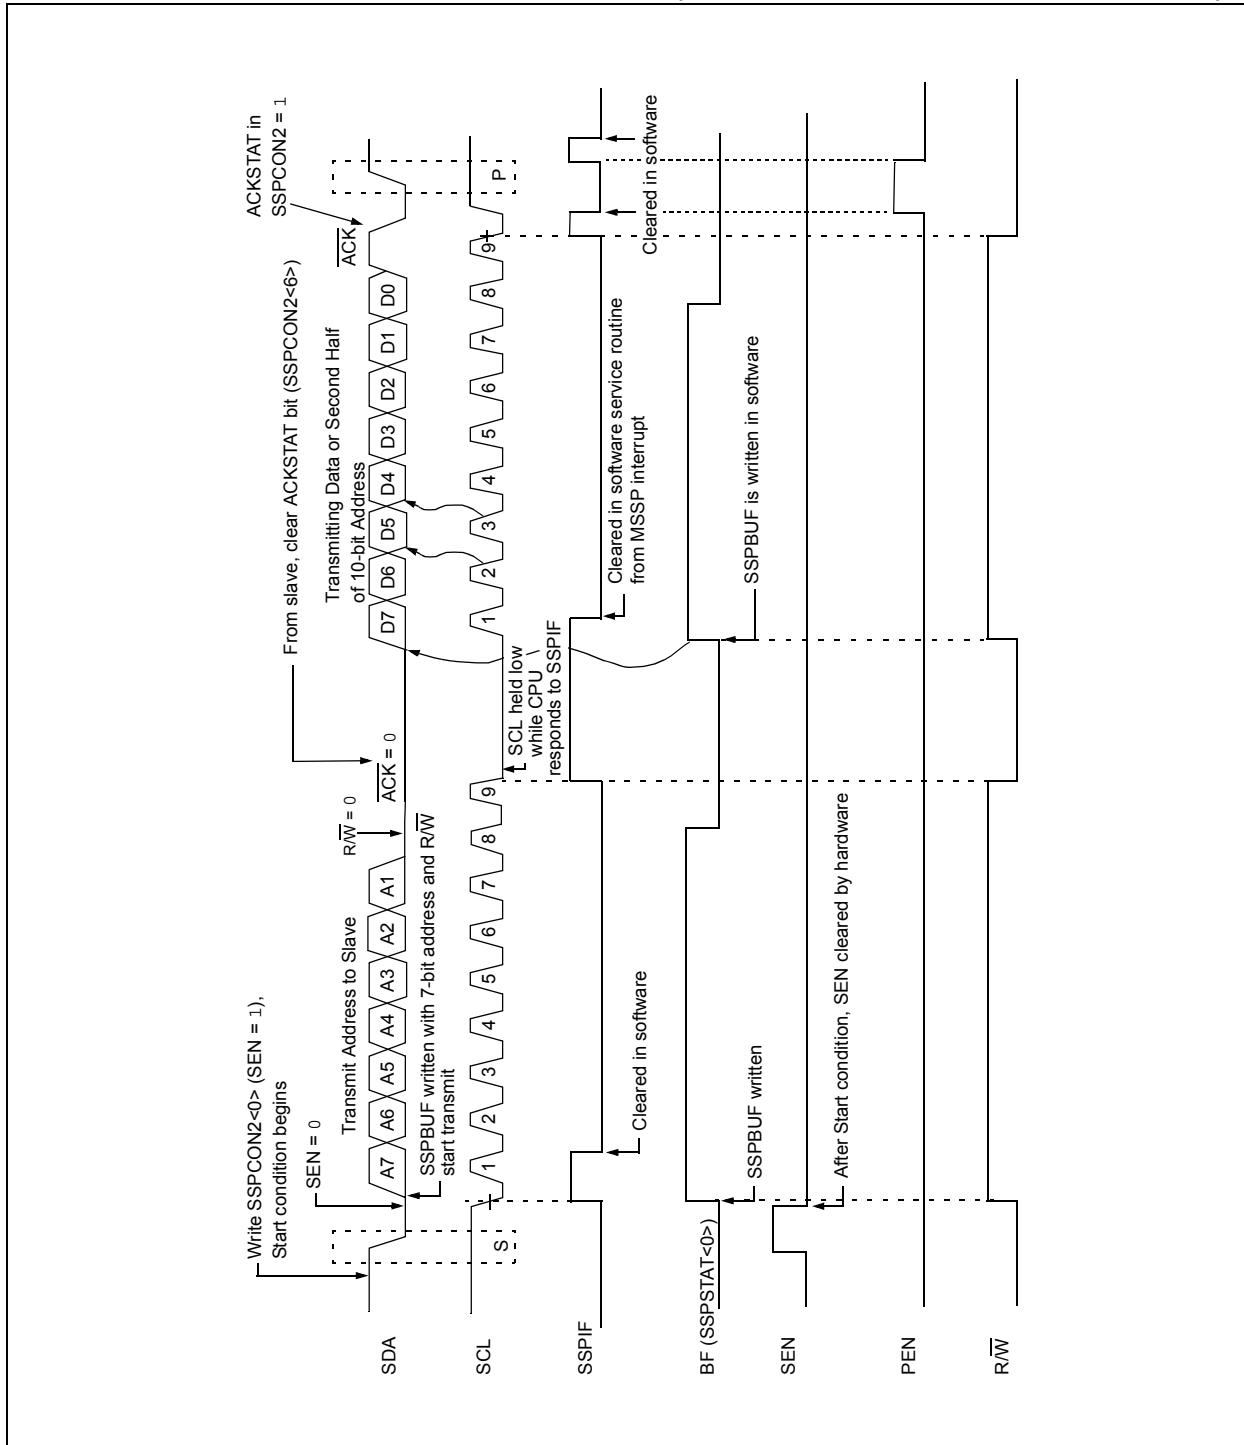 Write SSPCON2<0> (SEN = 1),
Start condition begins
SEN = 0
Transmit Address to Slave
R/W̅ = 0
From slave, clear ACKSTAT bit (SSPCON2<6>)
A̅C̅K̅ = 0
Transmitting Data or Second Half
of 10-bit Address
ACKSTAT in
SSPCON2 = 1
A̅C̅K̅
SDA
A7 A6 A5 A4 A3 A2 A1
D7 D6 D5 D4 D3 D2 D1 D0
SSPBUF written with 7-bit address and R/W̅
start transmit
SCL
S
1 2 3 4 5 6 7 8 9
1 2 3 4 5 6 7 8 9
P
SCL held low
while CPU
responds to SSPIF
SSPIF
Cleared in software
Cleared in software service routine
from MSSP interrupt
Cleared in software
Cleared in software
BF (SSPSTAT<0>)
SSPBUF written
SSPBUF is written in software
SEN
After Start condition, SEN cleared by hardware
PEN
R/W̅